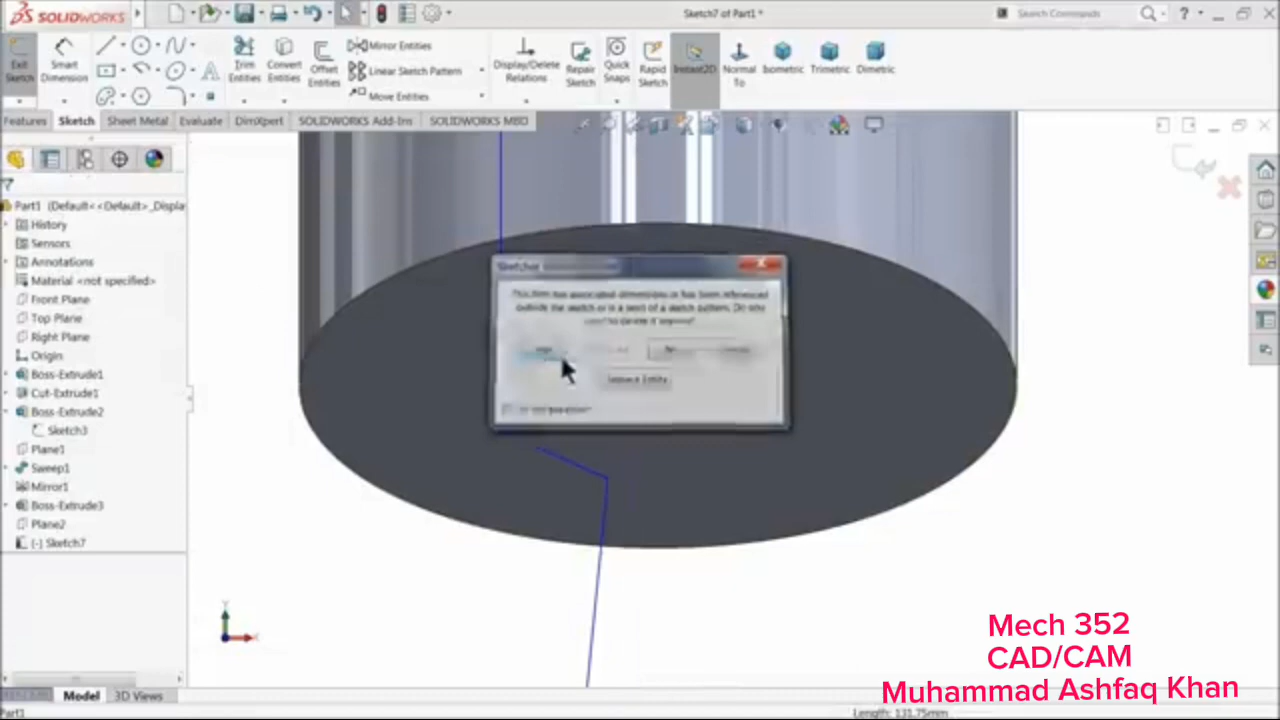 SOLIDWORKS
Sketch7 of Part1 *
Search Commands
Exit Sketch
Smart Dimension
Trim Entities
Convert Entities
Offset Entities
Mirror Entities
Linear Sketch Pattern
Move Entities
Display/Delete Relations
Repair Sketch
Quick Snaps
Rapid Sketch
Instant2D
Normal To
Isometric
Trimetric
Dimetric
Features
Sketch
Sheet Metal
Evaluate
DimXpert
SOLIDWORKS Add-Ins
SOLIDWORKS MBD
Part1 (Default<<Default>_Displa
History
Sensors
Annotations
Material <not specified>
Front Plane
Top Plane
Right Plane
Origin
Boss-Extrude1
Cut-Extrude1
Boss-Extrude2
Sketch3
Plane1
Sweep1
Mirror1
Boss-Extrude3
Plane2
(-) Sketch7
Model
3D Views
Part1
Length: 131.75mm
Mech 352
CAD/CAM
Muhammad Ashfaq Khan